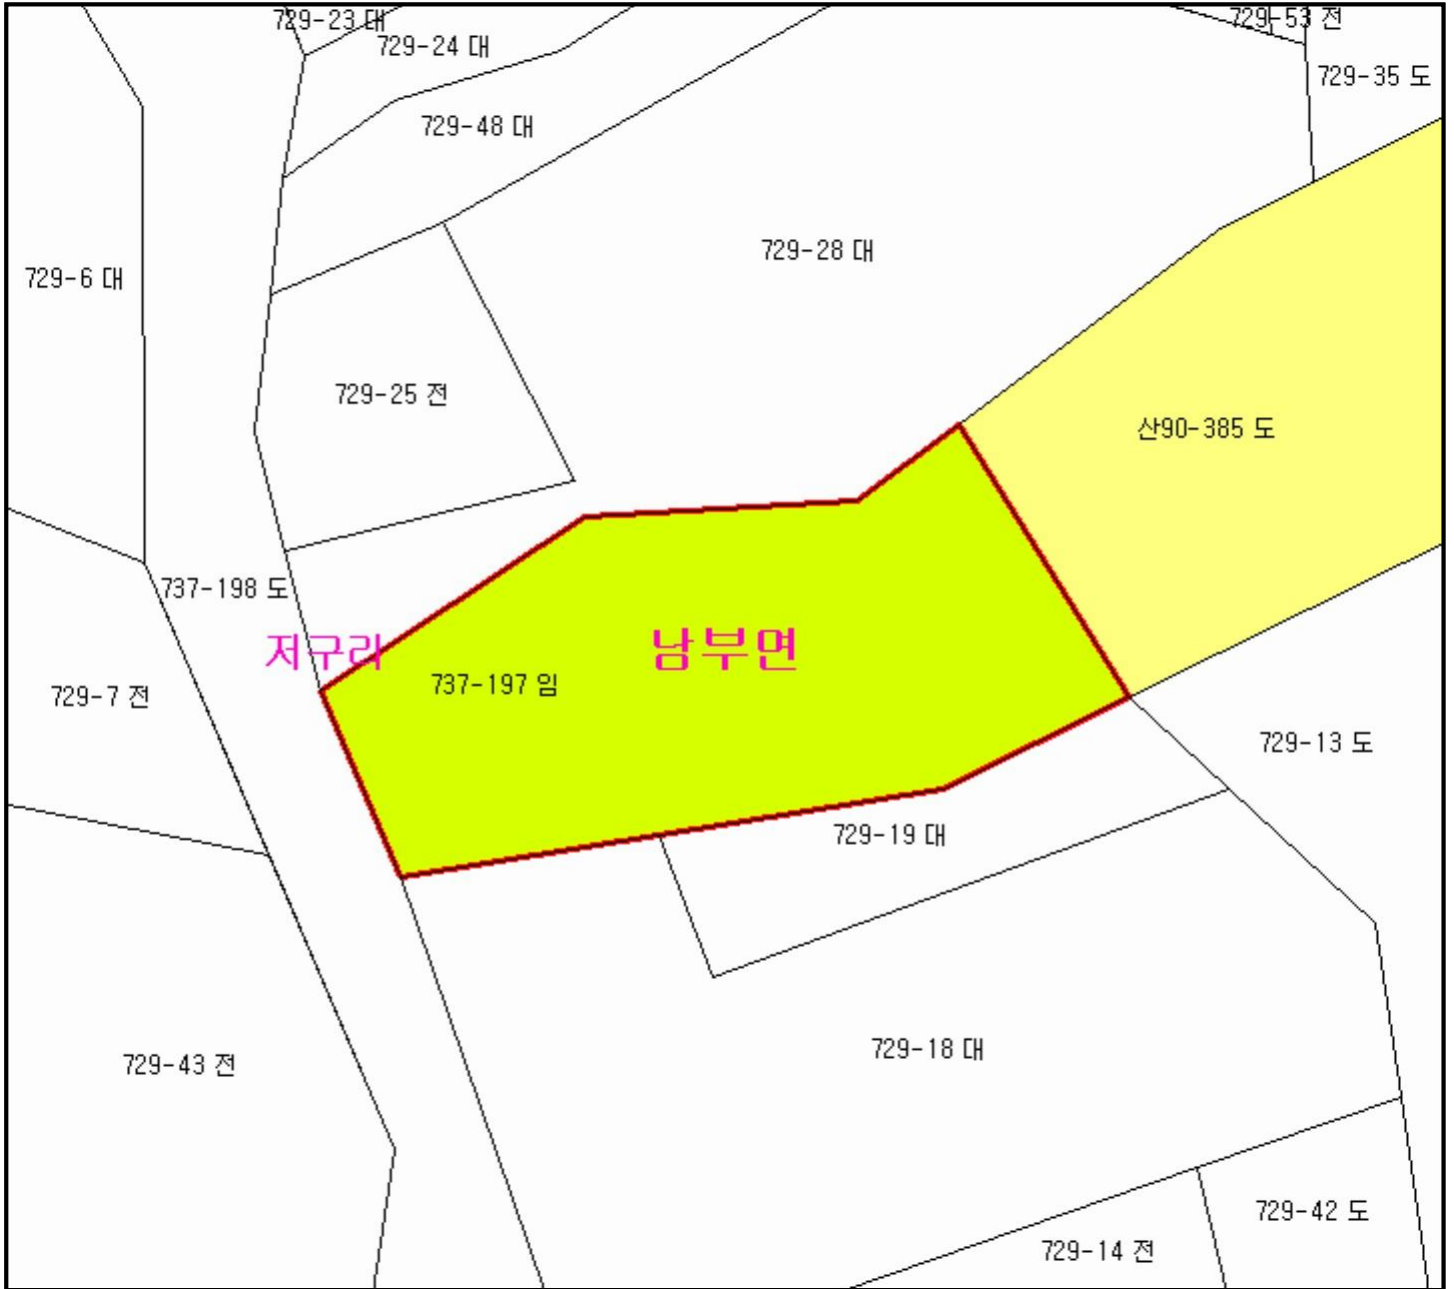 729-23 대
729-53 전
729-24 대
729-35 도
729-48 대
729-28 대
729-6 대
729-25 전
산90-385 도
737-198 도
저구리
남부면
737-197 임
729-7 전
729-13 도
729-19 대
729-18 대
729-43 전
729-42 도
729-14 전